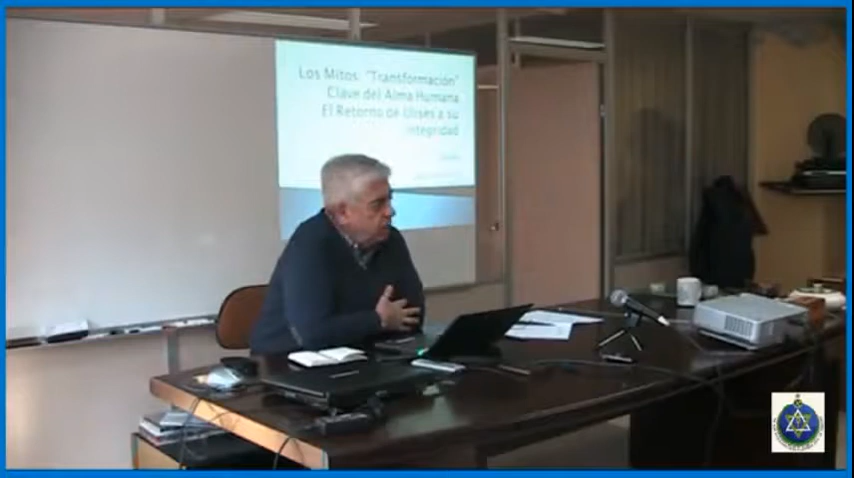 Los Mitos: "Transformación"
Clave del Alma Humana
El Retorno de Ulises a su
integridad